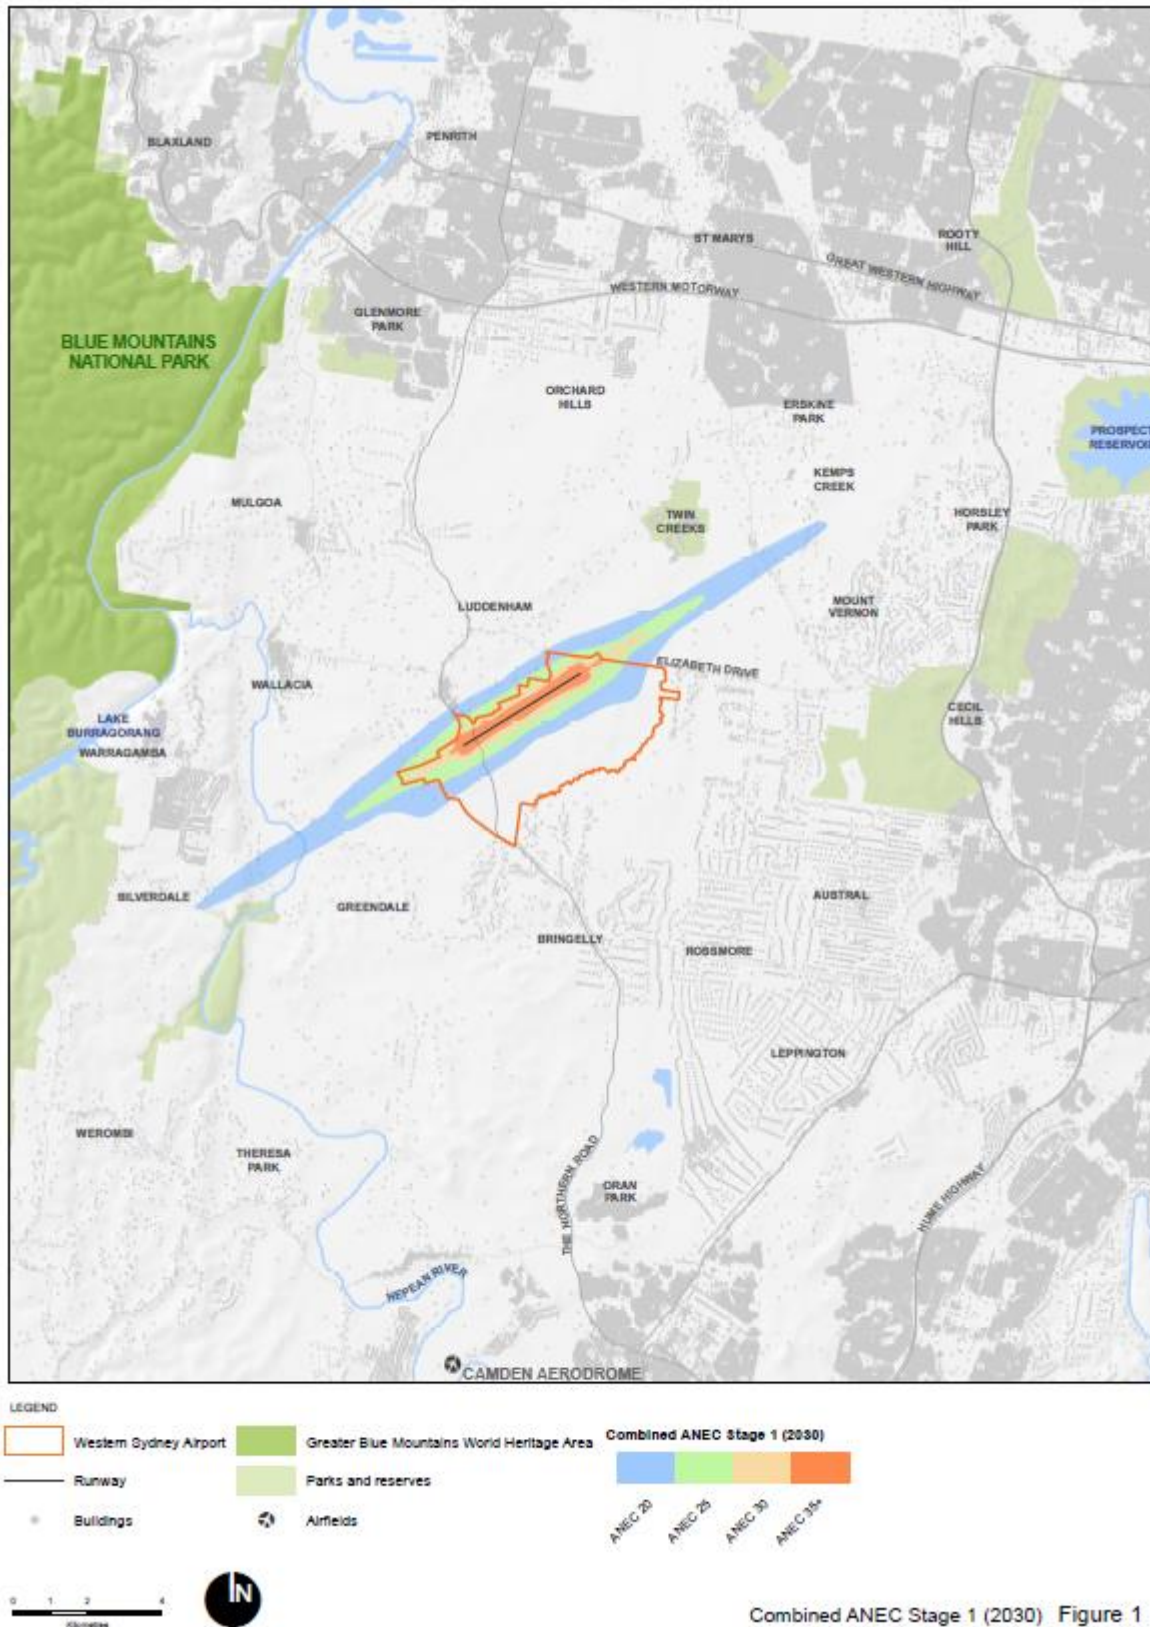 BLAXLAND
PENRITH
ST MARYS
ROOTY
HILL
GREAT WESTERN HIGHWAY
WESTERN MOTORWAY
GLENMORE
PARK
BLUE MOUNTAINS
NATIONAL PARK
ORCHARD
HILLS
ERSKINE
PARK
PROSPECT
RESERVOIR
KEMPS
CREEK
MULGOA
TWIN
CREEKS
HORSLEY
PARK
LUDDENHAM
MOUNT
VERNON
ELIZABETH DRIVE
WALLACIA
LAKE
BURRAGORANG
WARRAGAMBA
CECIL
HILLS
SILVERDALE
GREENDALE
AUSTRAL
BRINGELLY
ROSSMORE
LEPPINGTON
WEROMBI
THERESA
PARK
THE NORTHERN ROAD
ORAN
PARK
HUME HIGHWAY
NEPEAN RIVER
CAMDEN AERODROME
LEGEND
Western Sydney Airport
Runway
Buildings
Greater Blue Mountains World Heritage Area
Parks and reserves
Airfields
Combined ANEC Stage 1 (2030)
ANEC 20
ANEC 25
ANEC 30
ANEC 35+
0 1 2 4
Kilometres
N
Combined ANEC Stage 1 (2030) Figure 1